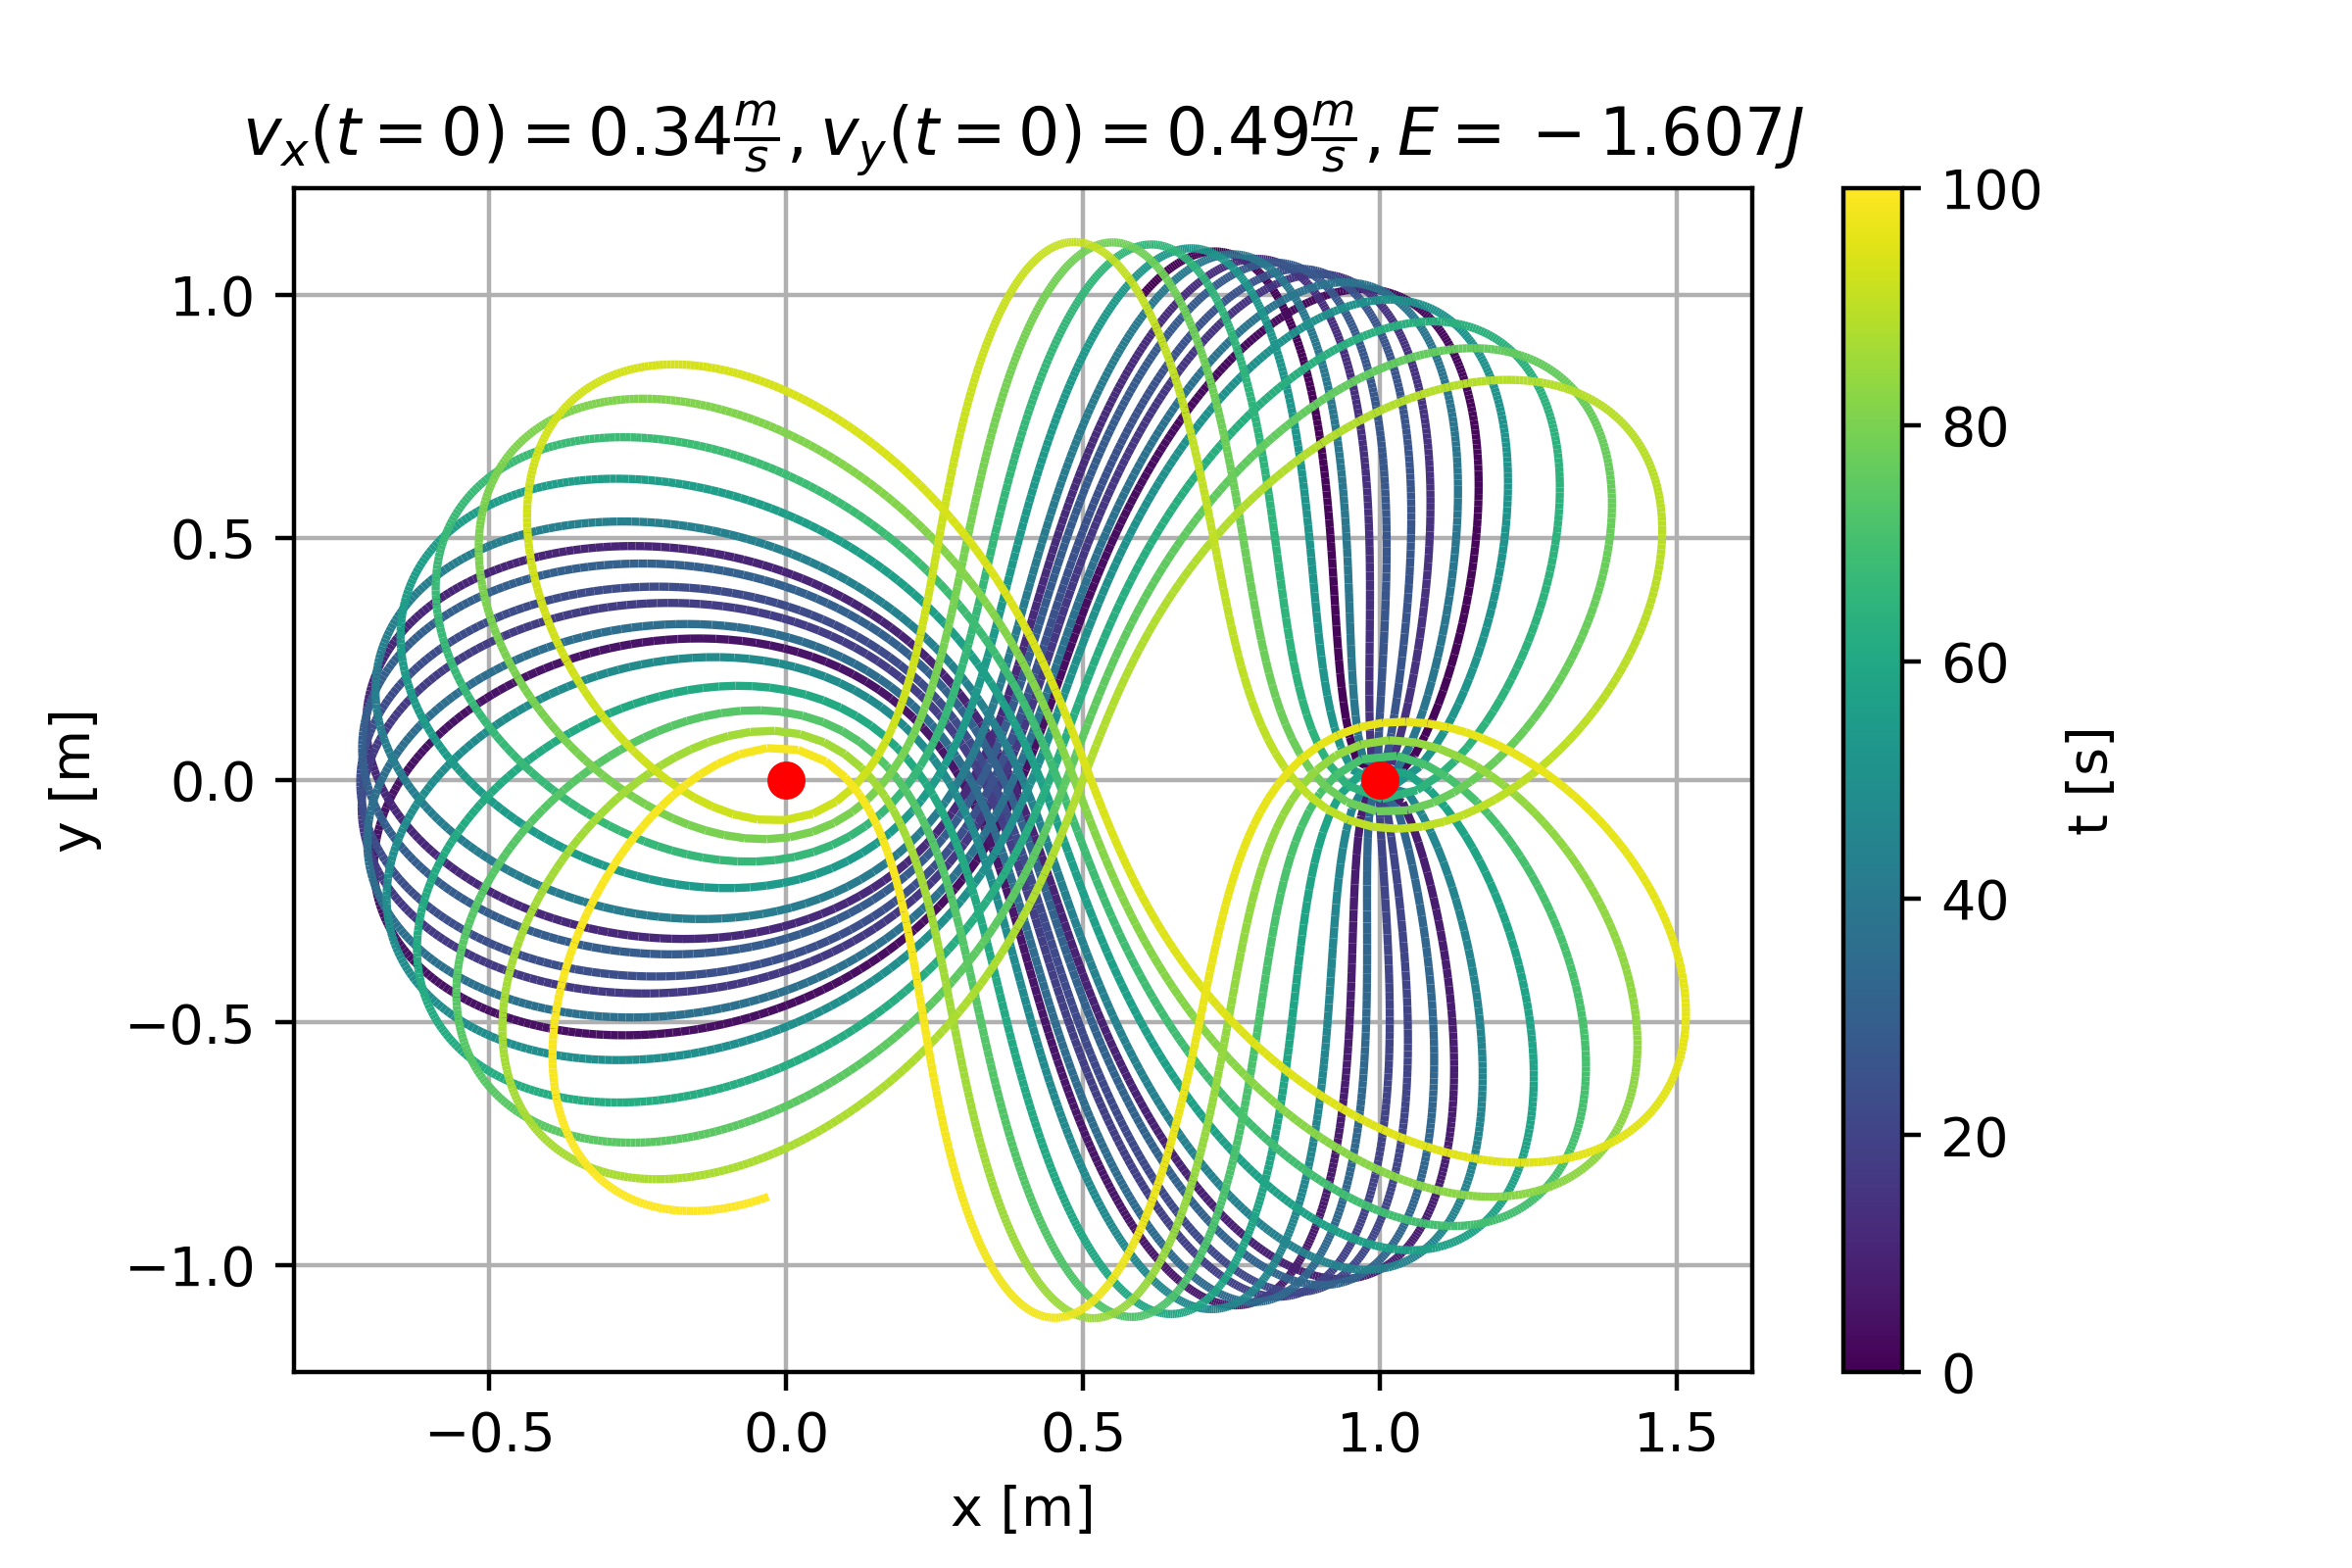 v_x(t = 0) = 0.34 m/s, v_y(t = 0) = 0.49 m/s, E = −1.607J
1.0
0.5
0.0
−0.5
−1.0
y [m]
−0.5 0.0 0.5 1.0 1.5
x [m]
100
80
60
40
20
0
t [s]